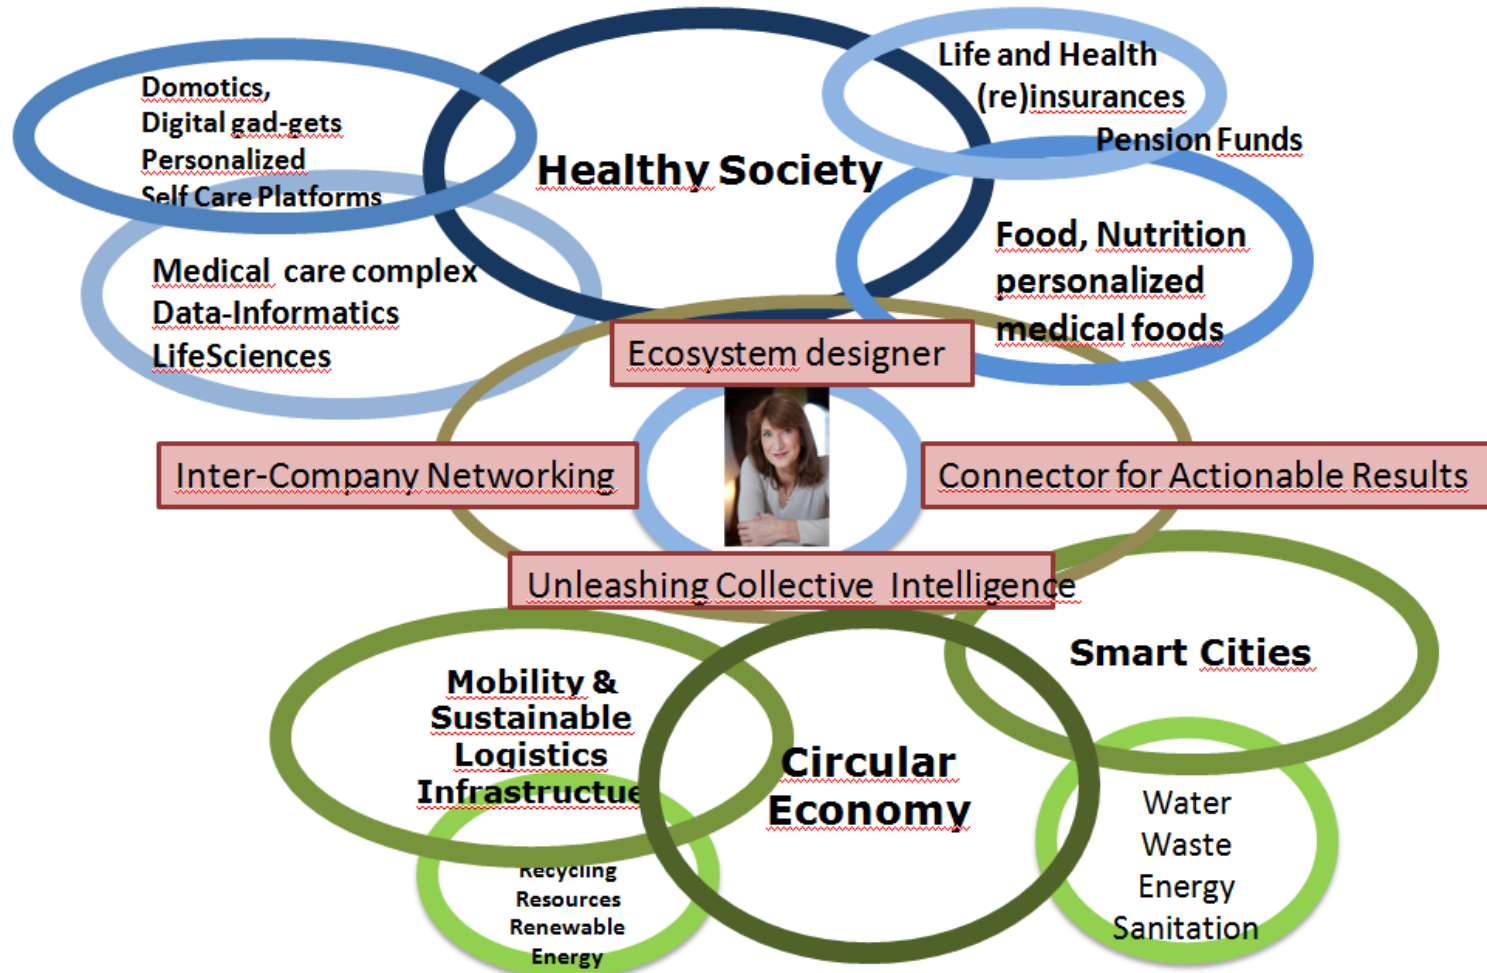 Domotics,
Digital gad-gets
Personalized
Self Care Platforms
Healthy Society
Life and Health
(re)insurances
Pension Funds
Medical care complex
Data-Informatics
LifeSciences
Food, Nutrition
personalized
medical foods
Ecosystem designer
Inter-Company Networking
Connector for Actionable Results
Unleashing Collective Intelligence
Mobility &
Sustainable
Logistics
Infrastructue
Circular
Economy
Smart Cities
Recycling
Resources
Renewable
Energy
Water
Waste
Energy
Sanitation